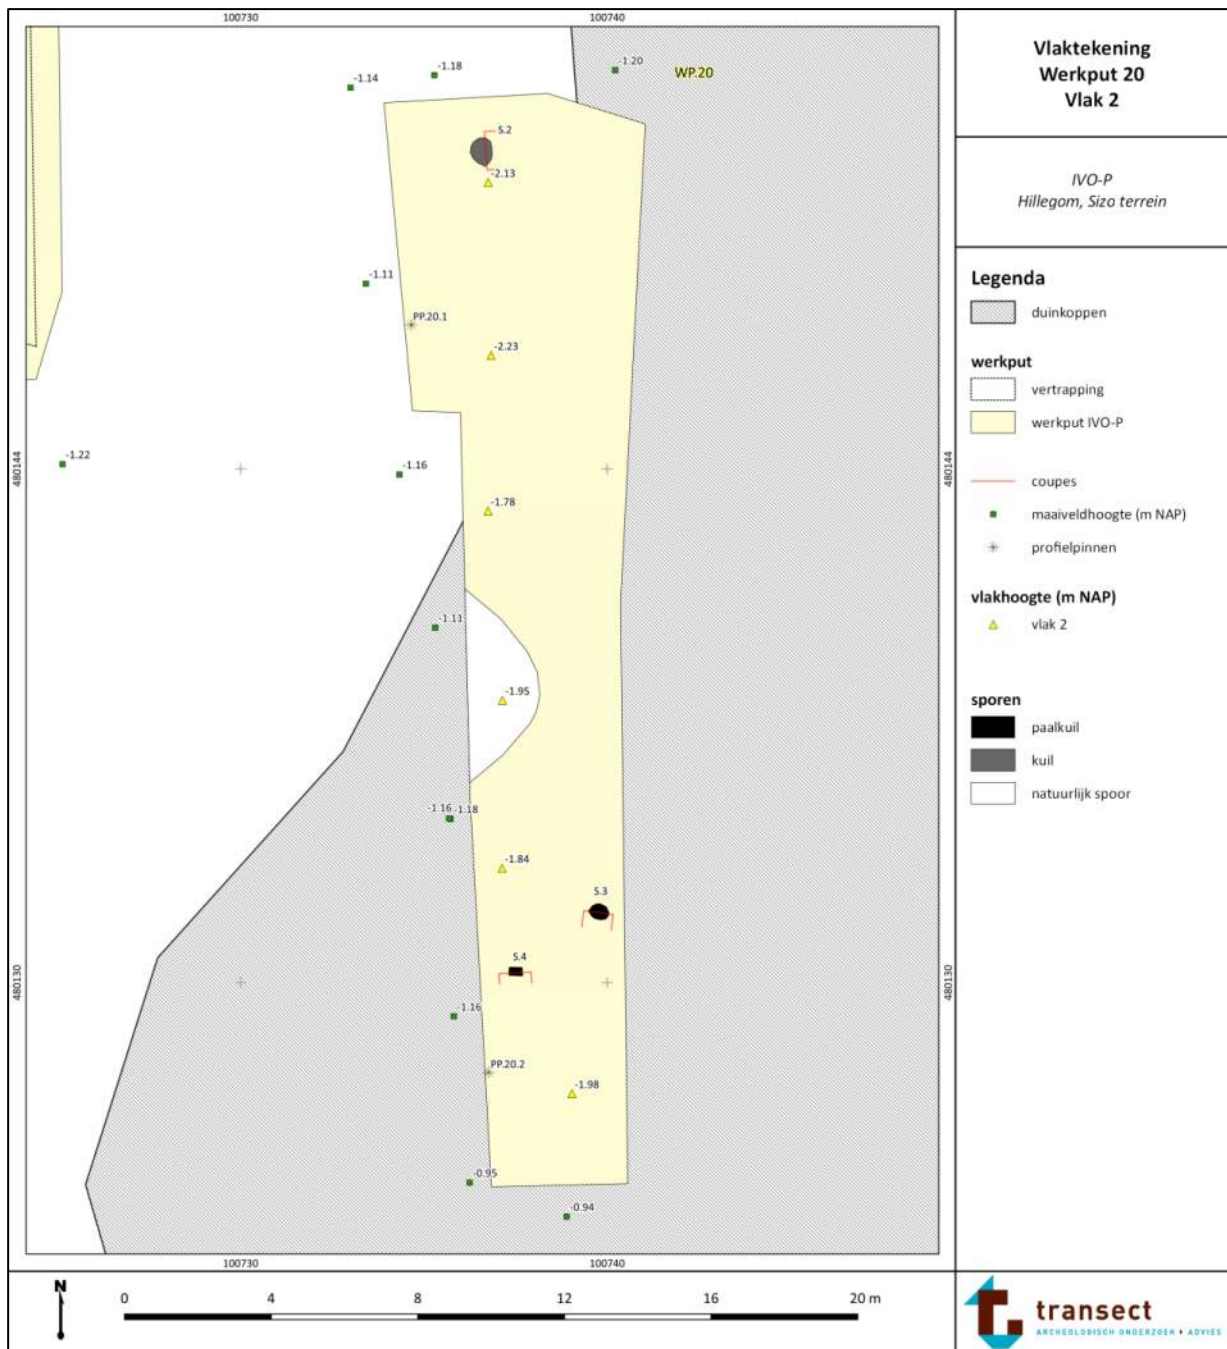 100730
100740
Vlaktekening
Werkput 20
Vlak 2
IVO-P
Hillegom, Sizo terrein
Legenda
duinkoppen
werkput
vertrapping
werkput IVO-P
coupes
maaiveldhoogte (m NAP)
profielpinnen
vlakhoogte (m NAP)
vlak 2
sporen
paalkuil
kuil
natuurlijk spoor
-1.14
-1.18
-1.20
WP.20
S.2
-2.13
-1.11
PP.20.1
-2.23
-1.22
-1.16
480144
480144
-1.78
-1.11
-1.95
-1.16
-1.18
-1.84
S.3
S.4
480130
480130
-1.16
PP.20.2
-1.98
-0.95
-0.94
100730
100740
N
0
4
8
12
16
20 m
transect
ARCHEOLOGISCH ONDERZOEK ▸ ADVIES